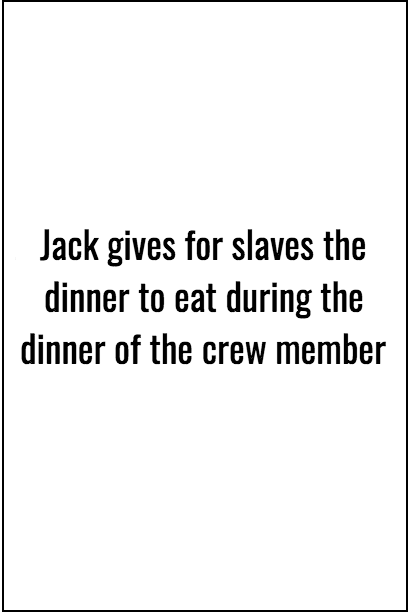 Jack gives for slaves the
dinner to eat during the
dinner of the crew member